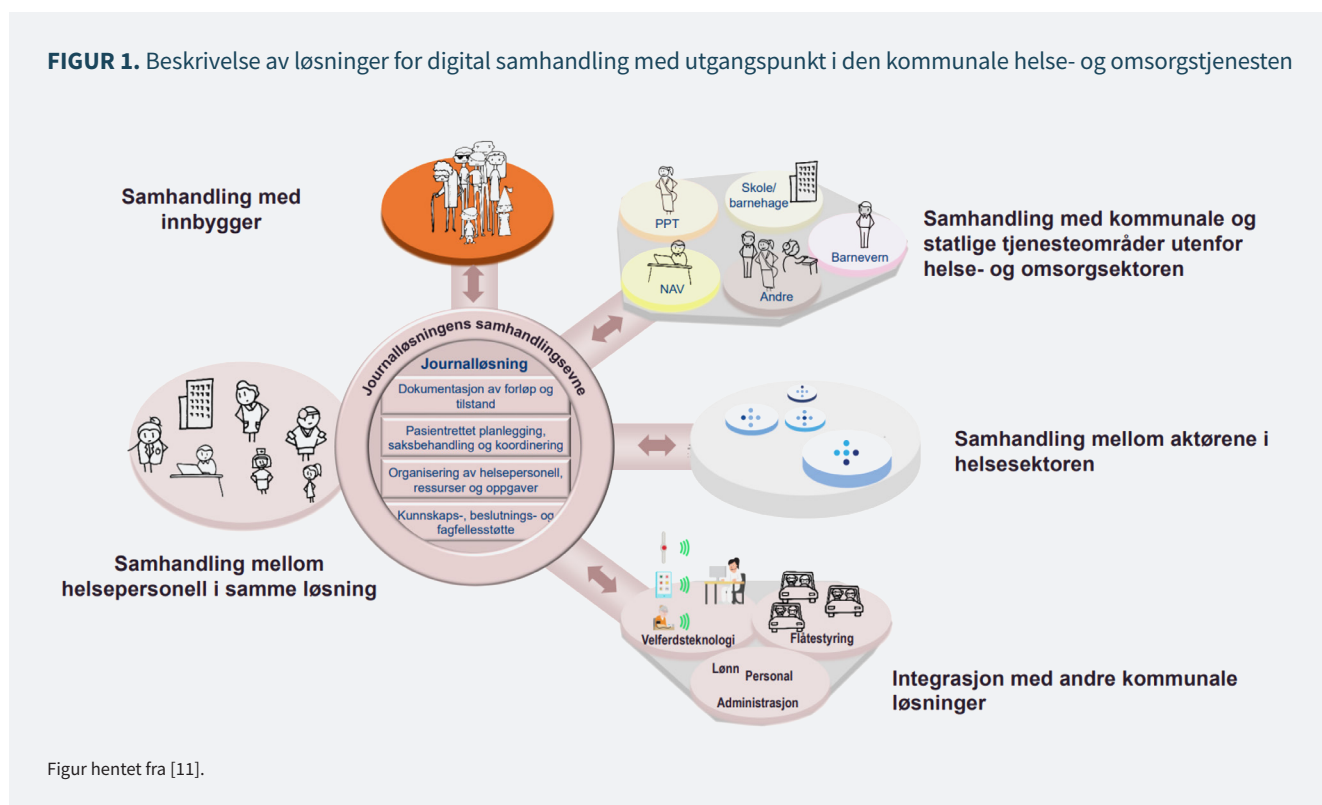 FIGUR 1. Beskrivelse av løsninger for digital samhandling med utgangspunkt i den kommunale helse- og omsorgstjenesten
Samhandling med
innbygger
PPT
Skole/
barnehage
Barnevern
NAV
Andre
Samhandling med kommunale og
statlige tjenesteområder utenfor
helse- og omsorgsektoren
Journalløsningens samhandlingsevne
Journalløsning
Dokumentasjon av forløp og
tilstand
Pasientrettet planlegging,
saksbehandling og koordinering
Organisering av helsepersonell,
ressurser og oppgaver
Kunnskaps-, beslutnings- og
fagfellesstøtte
Samhandling mellom aktørene i
helsesektoren
Samhandling mellom
helsepersonell i samme løsning
Velferdsteknologi
Flåtestyring
Lønn
Personal
Administrasjon
Integrasjon med andre kommunale
løsninger
Figur hentet fra [11].